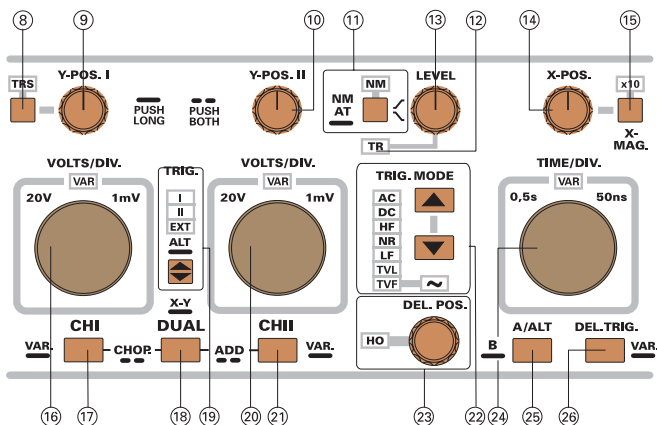 8 9 10 11 13 12 14 15
TRS
Y-POS. I
PUSH LONG
PUSH BOTH
Y-POS. II
NM
AT
NM
LEVEL
TR
X-POS.
x10
X-MAG.
VOLTS/DIV.
VAR
20V 1mV
TRIG.
I
II
EXT
ALT
X-Y
VOLTS/DIV.
VAR
20V 1mV
TRIG. MODE
AC
DC
HF
NR
LF
TVL
TVF ~
TIME/DIV.
VAR
0,5s 50ns
DEL. POS.
HO
VAR. CHI CHOP. DUAL ADD CHII VAR.
B A/ALT DEL.TRIG. VAR.
16 17 18 19 20 21 23 22 24 25 26